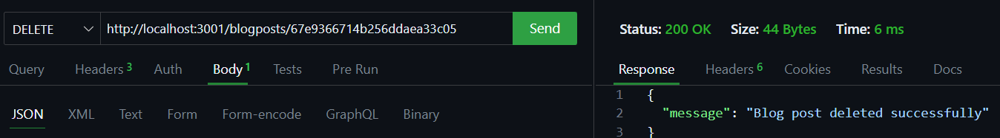 DELETE http://localhost:3001/blogposts/67e9366714b256ddaea33c05 Send
Query Headers 3 Auth Body 1 Tests Pre Run
JSON XML Text Form Form-encode GraphQL Binary
Status: 200 OK Size: 44 Bytes Time: 6 ms
Response Headers 6 Cookies Results Docs
1 {
2 "message": "Blog post deleted successfully"
3 }